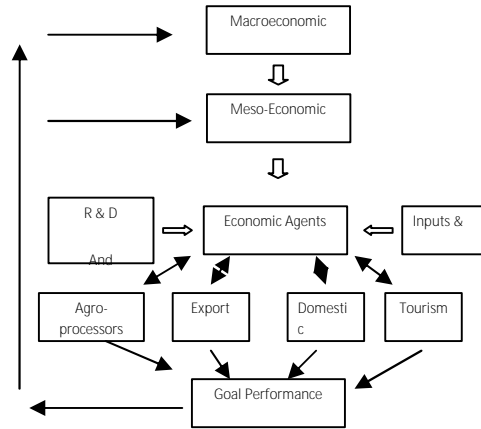 Macroeconomic
Meso-Economic
R & D
And
Economic Agents
Inputs &
Agro-
processors
Export
Domesti
c
Tourism
Goal Performance